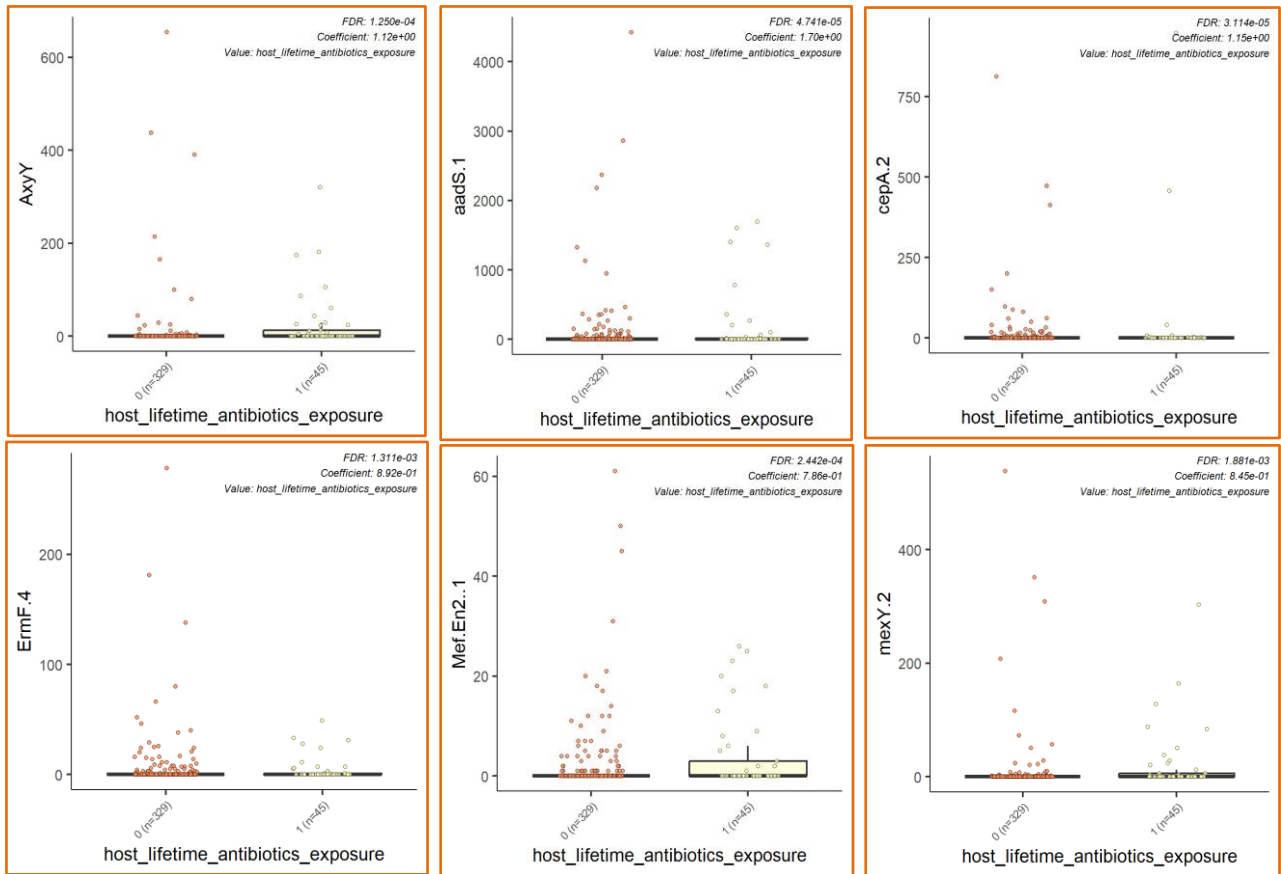 FDR: 1.250e-04
Coefficient: 1.12e+00
Value: host_lifetime_antibiotics_exposure
600
400
200
0
AxyY
0 (n=329)
1 (n=45)
host_lifetime_antibiotics_exposure
FDR: 4.741e-05
Coefficient: 1.70e+00
Value: host_lifetime_antibiotics_exposure
4000
3000
2000
1000
0
aadS.1
0 (n=329)
1 (n=45)
host_lifetime_antibiotics_exposure
FDR: 3.114e-05
Coefficient: 1.15e+00
Value: host_lifetime_antibiotics_exposure
750
500
250
0
cepA.2
0 (n=329)
1 (n=45)
host_lifetime_antibiotics_exposure
FDR: 1.311e-03
Coefficient: 8.92e-01
Value: host_lifetime_antibiotics_exposure
200
100
0
ErmF.4
0 (n=329)
1 (n=45)
host_lifetime_antibiotics_exposure
FDR: 2.442e-04
Coefficient: 7.86e-01
Value: host_lifetime_antibiotics_exposure
60
40
20
0
Mef.En2..1
0 (n=329)
1 (n=45)
host_lifetime_antibiotics_exposure
FDR: 1.881e-03
Coefficient: 8.45e-01
Value: host_lifetime_antibiotics_exposure
400
200
0
mexY.2
0 (n=329)
1 (n=45)
host_lifetime_antibiotics_exposure